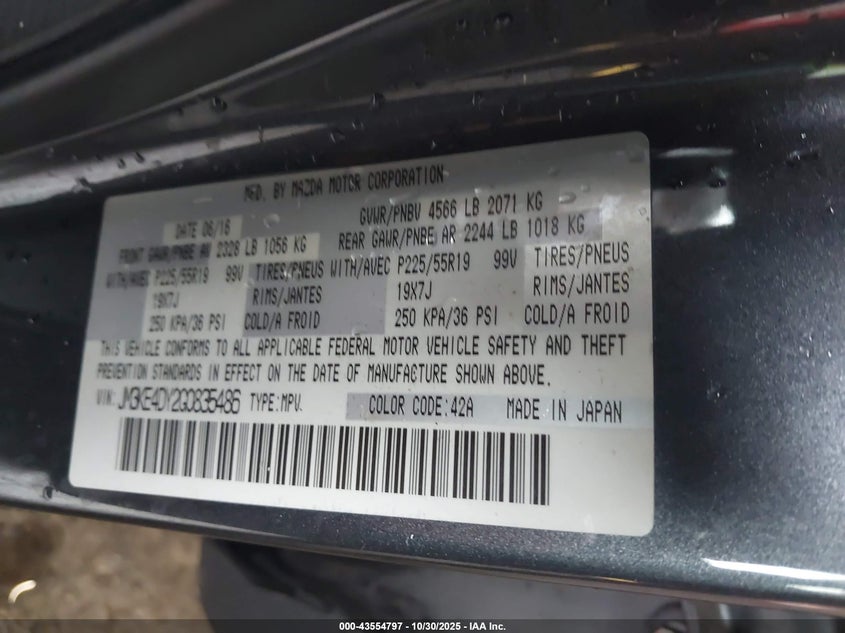 MFD. BY MAZDA MOTOR CORPORATION
DATE 06/16 GVWR/PNBV 4566 LB 2071 KG
FRONT GAWR/PNBE AV 2328 LB 1056 KG REAR GAWR/PNBE AR 2244 LB 1018 KG
WITH/AVEC P225/55R19 99V TIRES/PNEUS WITH/AVEC P225/55R19 99V TIRES/PNEUS
19X7J RIMS/JANTES 19X7J RIMS/JANTES
250 KPA/36 PSI COLD/A FROID 250 KPA/36 PSI COLD/A FROID
THIS VEHICLE CONFORMS TO ALL APPLICABLE FEDERAL MOTOR VEHICLE SAFETY AND THEFT
PREVENTION STANDARDS IN EFFECT ON THE DATE OF MANUFACTURE SHOWN ABOVE.
VIN: JM3KE4DY2G0835486 TYPE:MPV. COLOR CODE:42A MADE IN JAPAN
000-43554797 - 10/30/2025 - IAA Inc.